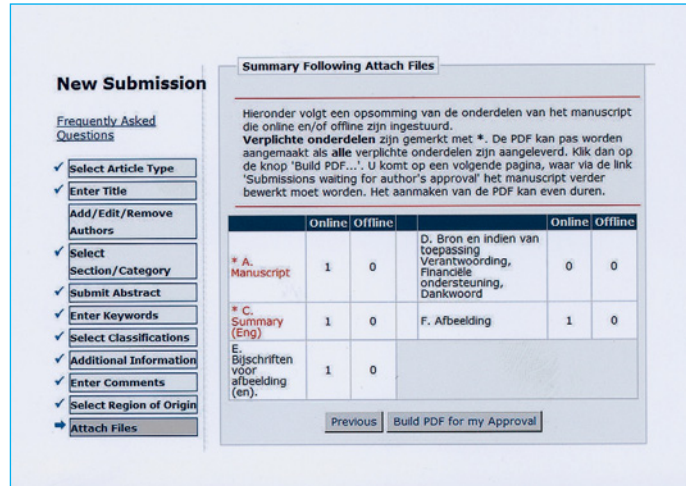 New Submission
Frequently Asked
Questions
✓ Select Article Type
✓ Enter Title
Add/Edit/Remove
Authors
✓ Select
Section/Category
✓ Submit Abstract
✓ Enter Keywords
✓ Select Classifications
✓ Additional Information
✓ Enter Comments
✓ Select Region of Origin
Attach Files
Summary Following Attach Files
Hieronder volgt een opsomming van de onderdelen van het manuscript
die online en/of offline zijn ingestuurd.
Verplichte onderdelen zijn gemerkt met *. De PDF kan pas worden
aangemaakt als alle verplichte onderdelen zijn aangeleverd. Klik dan op
de knop 'Build PDF...'. U komt op een volgende pagina, waar via de link
'Submissions waiting for author's approval' het manuscript verder
bewerkt moet worden. Het aanmaken van de PDF kan even duren.
Online Offline Online Offline
* A.
Manuscript 1 0
D. Bron en indien van
toepassing
Verantwoording,
Financiële
ondersteuning,
Dankwoord 0 0
* C.
Summary
(Eng) 1 0
F. Afbeelding 1 0
E.
Bijschriften
voor
afbeelding
(en). 1 0
Previous Build PDF for my Approval